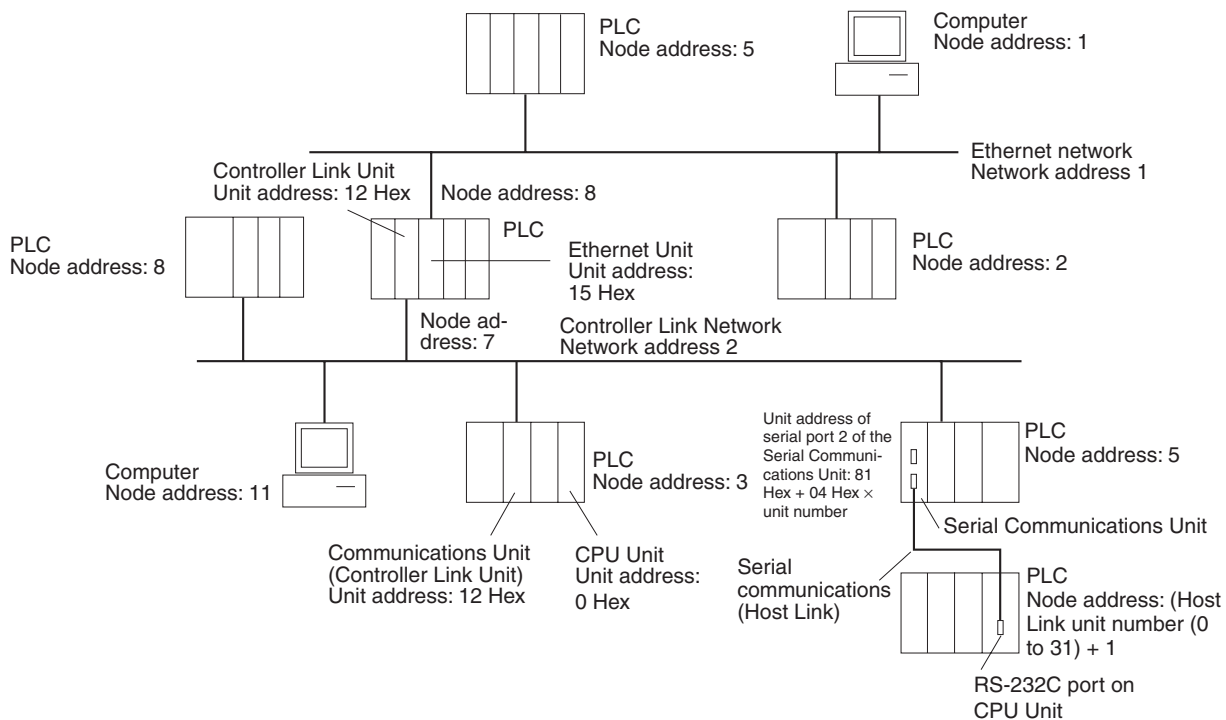 PLC
Node address: 5
Computer
Node address: 1
Ethernet network
Network address 1
Controller Link Unit
Unit address: 12 Hex
Node address: 8
PLC
Node address: 8
PLC
Ethernet Unit
Unit address:
15 Hex
PLC
Node address: 2
Node ad-
dress: 7
Controller Link Network
Network address 2
Computer
Node address: 11
PLC
Node address: 3
Unit address of
serial port 2 of the
Serial Communi-
cations Unit: 81
Hex + 04 Hex ×
unit number
PLC
Node address: 5
Serial Communications Unit
Communications Unit
(Controller Link Unit)
Unit address: 12 Hex
CPU Unit
Unit address:
0 Hex
Serial
communications
(Host Link)
PLC
Node address: (Host
Link unit number (0
to 31) + 1
RS-232C port on
CPU Unit